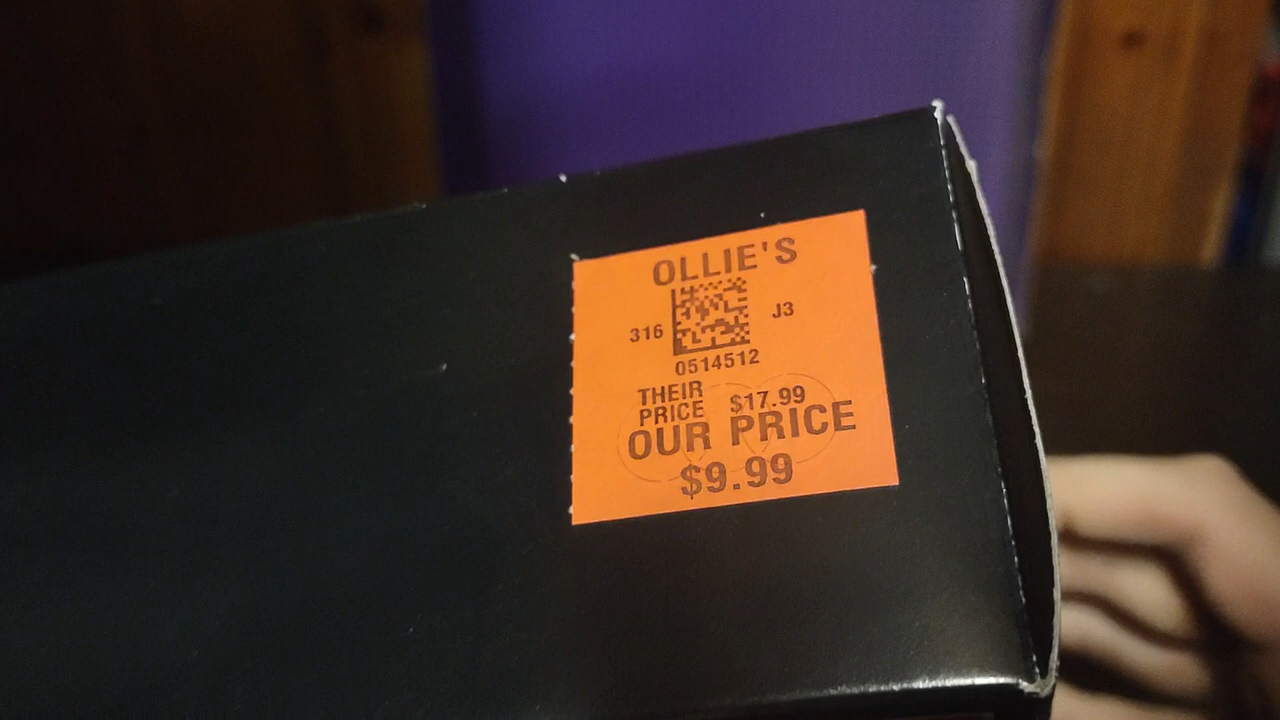 OLLIE'S
316 J3
0514512
THEIR
PRICE $17.99
OUR PRICE
$9.99